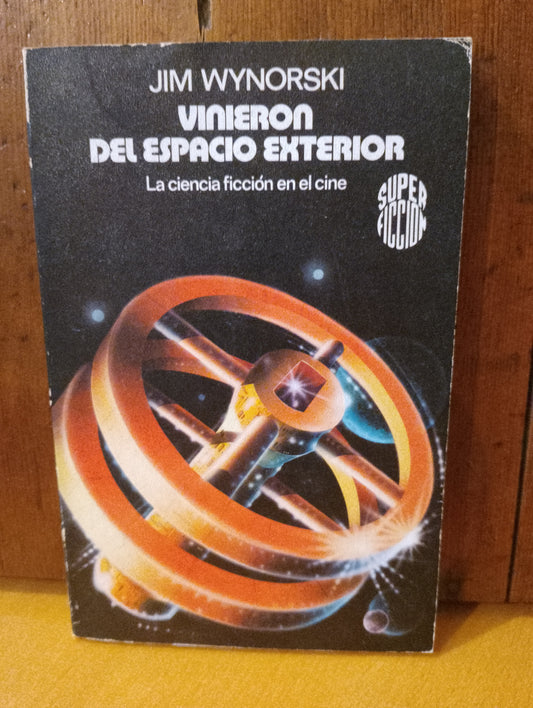 JIM WYNORSKI
VINIERON
DEL ESPACIO EXTERIOR
La ciencia ficción en el cine
SUPER
FICCION